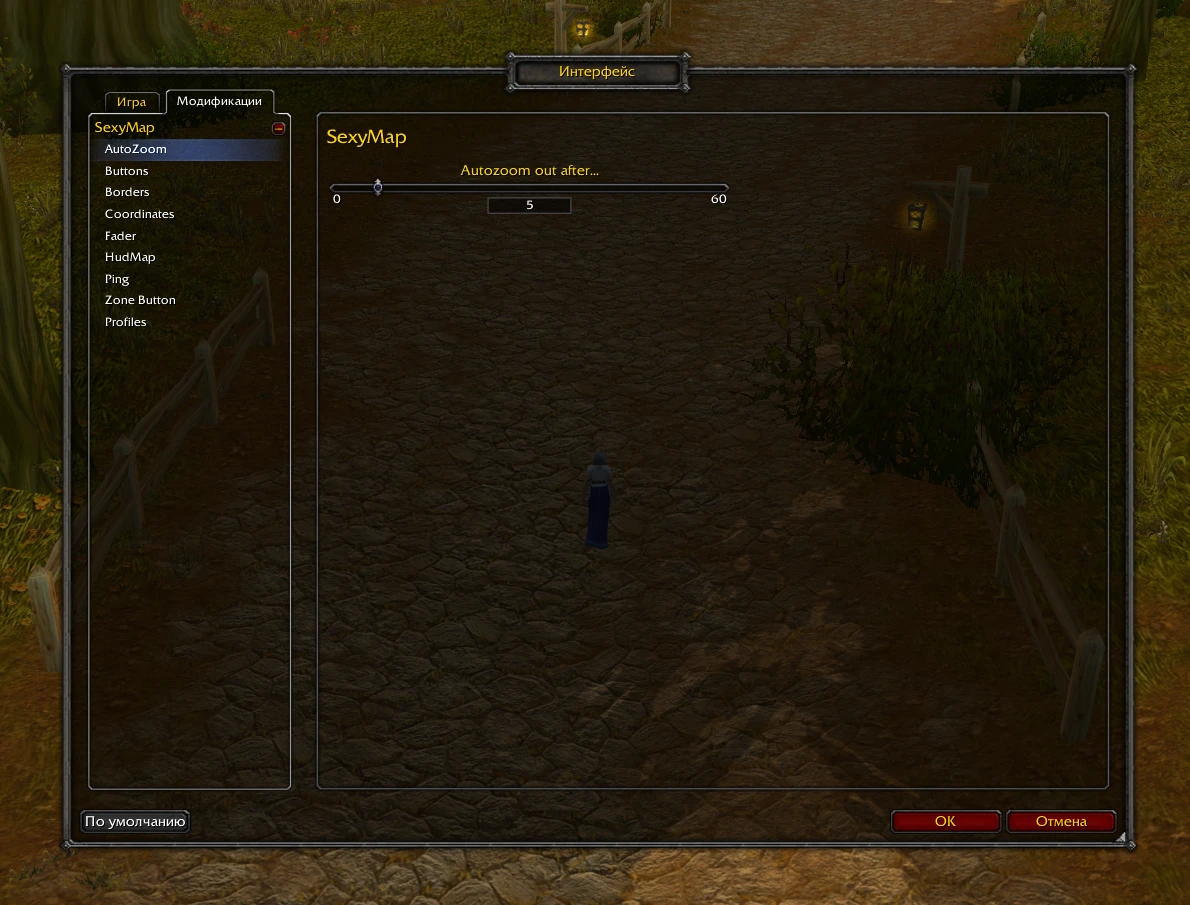 Интерфейс
Игра
Модификации
SexyMap
AutoZoom
Buttons
Borders
Coordinates
Fader
HudMap
Ping
Zone Button
Profiles
SexyMap
Autozoom out after...
0
60
5
По умолчанию
ОК
Отмена